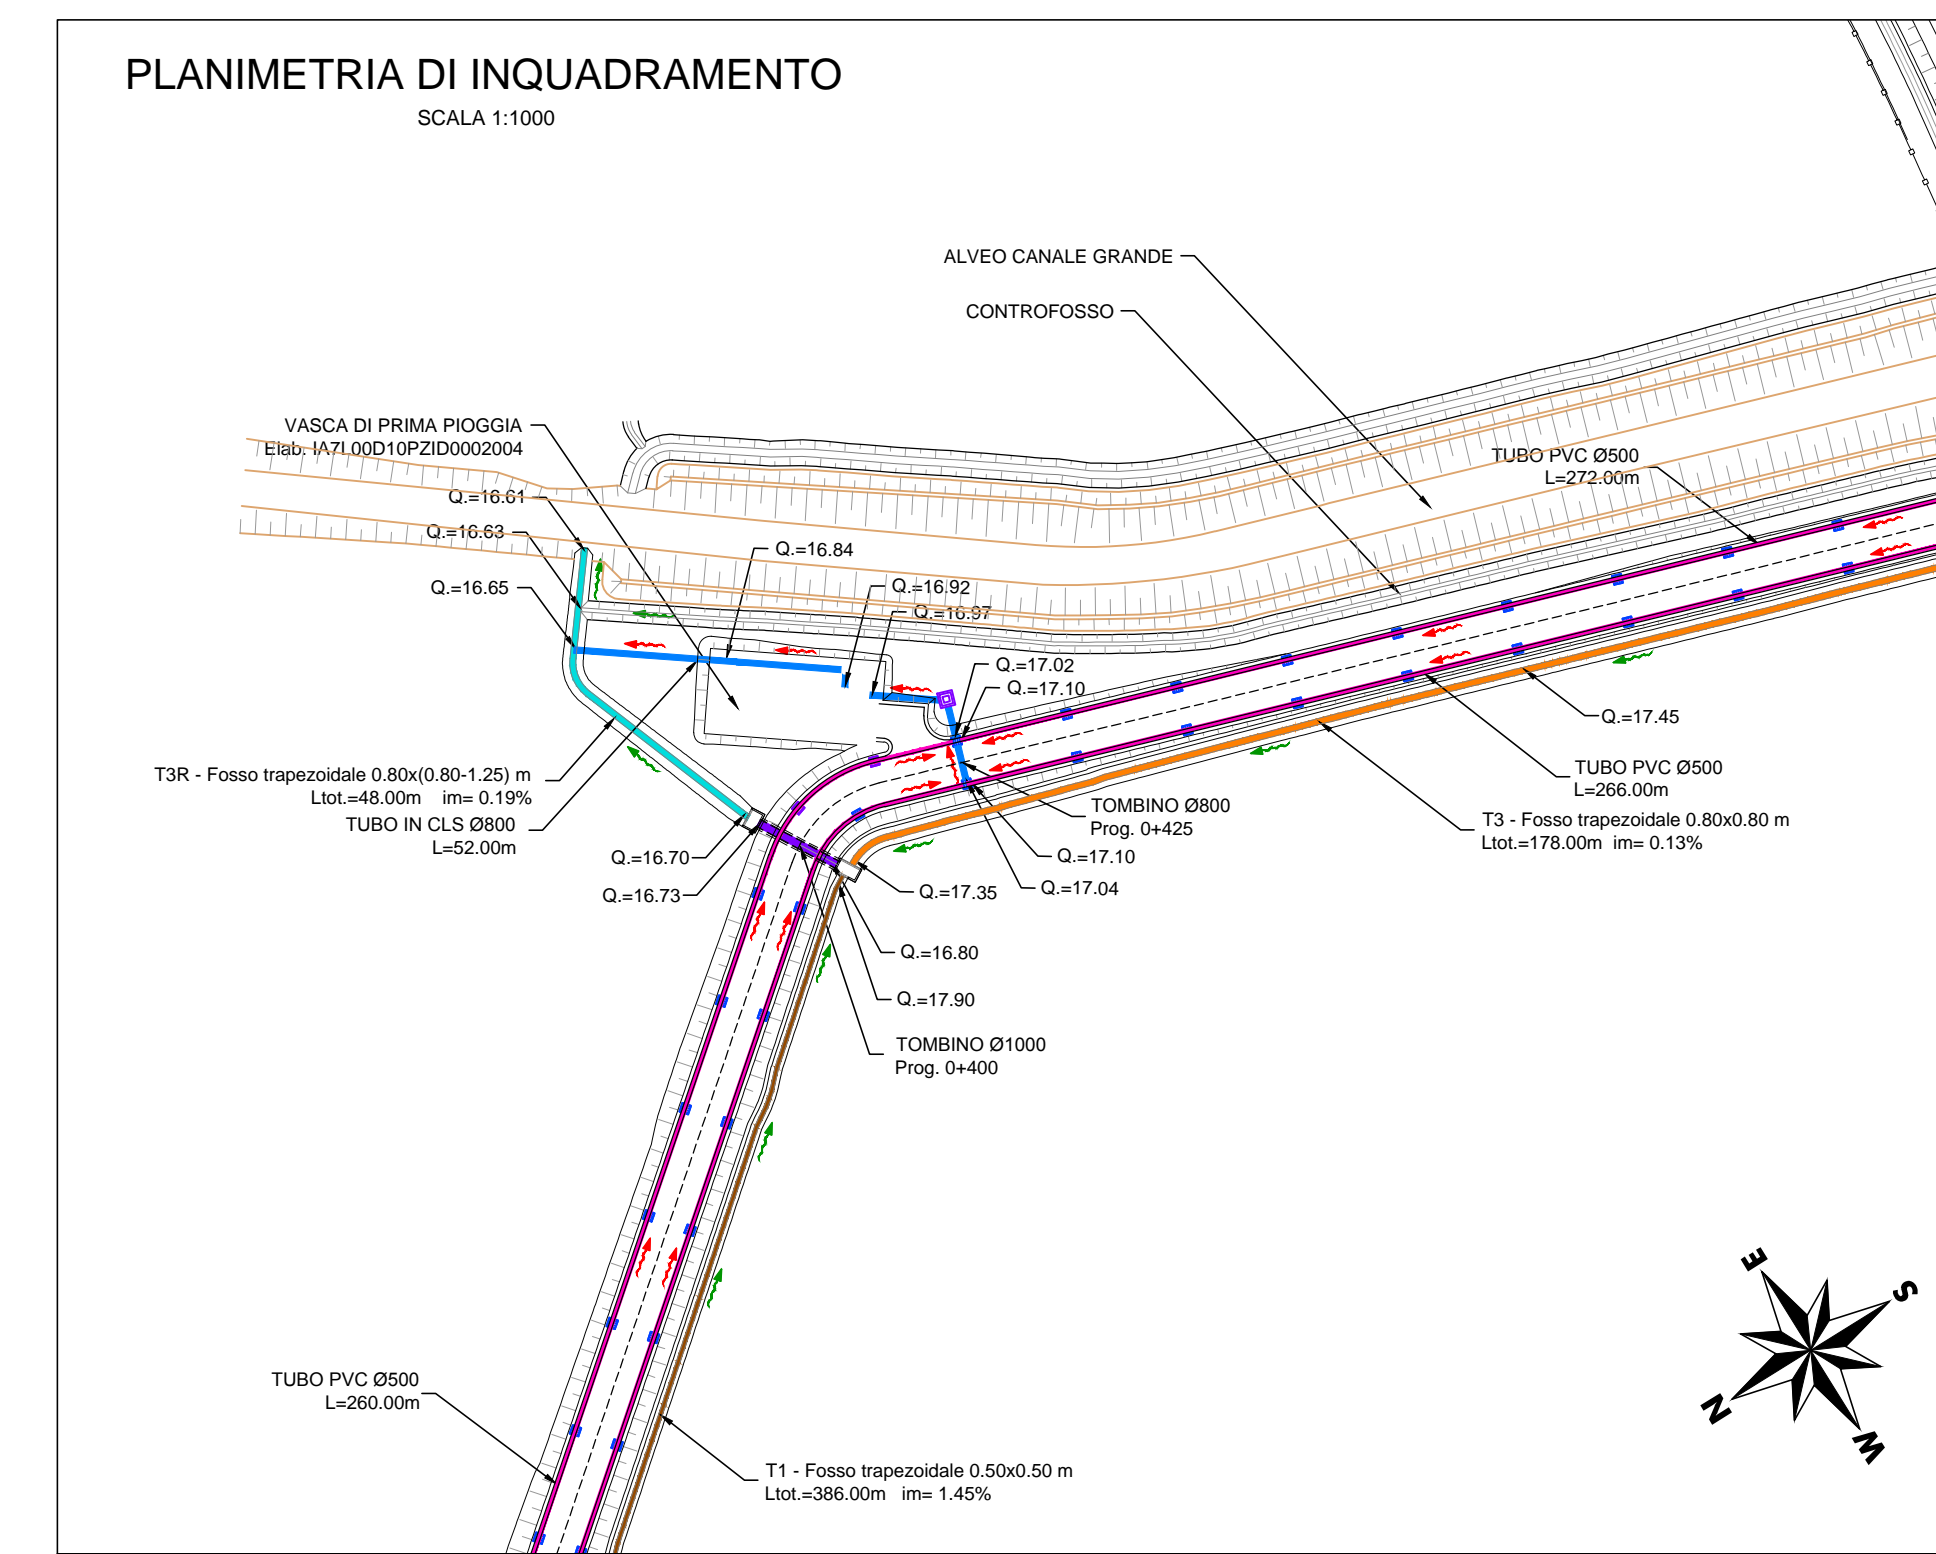 PLANIMETRIA DI INQUADRAMENTO
SCALA 1:1000
ALVEO CANALE GRANDE
CONTROFOSSO
VASCA DI PRIMA PIOGGIA
Elab. IA7L00D10PZID0002004
TUBO PVC Ø500
L=272.00m
Q.=16.61
Q.=16.63
Q.=16.84
Q.=16.65
Q.=16.92
Q.=16.97
Q.=17.02
Q.=17.10
Q.=17.45
T3R - Fosso trapezoidale 0.80x(0.80-1.25) m
Ltot.=48.00m im= 0.19%
TUBO PVC Ø500
L=266.00m
TUBO IN CLS Ø800
L=52.00m
TOMBINO Ø800
Prog. 0+425
T3 - Fosso trapezoidale 0.80x0.80 m
Ltot.=178.00m im= 0.13%
Q.=16.70
Q.=17.10
Q.=16.73
Q.=17.35
Q.=17.04
Q.=16.80
Q.=17.90
TOMBINO Ø1000
Prog. 0+400
E
S
N
W
TUBO PVC Ø500
L=260.00m
T1 - Fosso trapezoidale 0.50x0.50 m
Ltot.=386.00m im= 1.45%